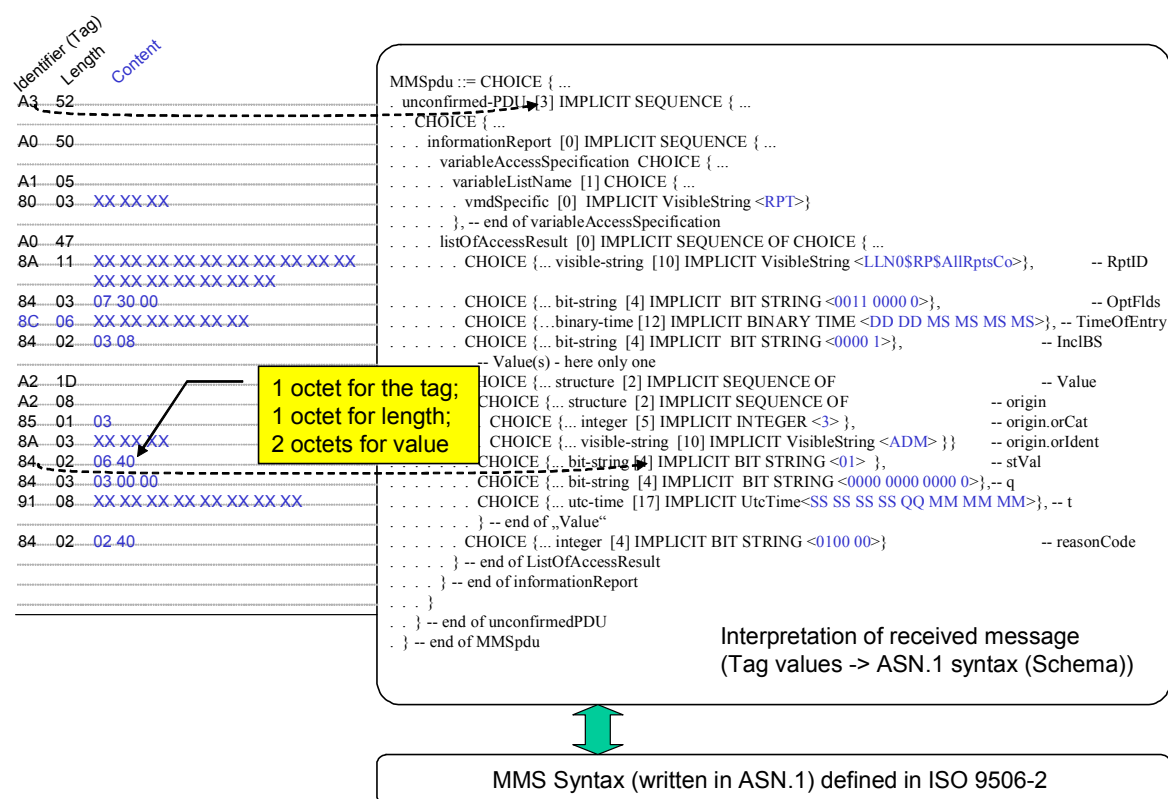 Identifier (Tag)
Length
Content
MMSpdu ::= CHOICE { ...
A3 52 . unconfirmed-PDU [3] IMPLICIT SEQUENCE { ...
. . CHOICE { ...
A0 50 . . . informationReport [0] IMPLICIT SEQUENCE { ...
. . . . variableAccessSpecification CHOICE { ...
A1 05 . . . . . variableListName [1] CHOICE { ...
80 03 XX XX XX . . . . . . vmdSpecific [0] IMPLICIT VisibleString <RPT>}
. . . . . }, -- end of variableAccessSpecification
A0 47 . . . . listOfAccessResult [0] IMPLICIT SEQUENCE OF CHOICE { ...
8A 11 XX XX XX XX XX XX XX XX XX XX . . . . . . CHOICE {... visible-string [10] IMPLICIT VisibleString <LLN0$RP$AllRptsCo>}, -- RptID
XX XX XX XX XX XX XX
84 03 07 30 00 . . . . . . CHOICE {... bit-string [4] IMPLICIT BIT STRING <0011 0000 0>}, -- OptFlds
8C 06 XX XX XX XX XX XX . . . . . . CHOICE {...binary-time [12] IMPLICIT BINARY TIME <DD DD MS MS MS MS>}, -- TimeOfEntry
84 02 03 08 . . . . . . CHOICE {... bit-string [4] IMPLICIT BIT STRING <0000 1>}, -- InclBS
-- Value(s) - here only one
A2 1D HOICE {... structure [2] IMPLICIT SEQUENCE OF -- Value
A2 08 CHOICE {... structure [2] IMPLICIT SEQUENCE OF -- origin
85 01 03 . CHOICE {... integer [5] IMPLICIT INTEGER <3> }, -- origin.orCat
8A 03 XX XX XX . CHOICE {... visible-string [10] IMPLICIT VisibleString <ADM> }} -- origin.orIdent
84 02 06 40 CHOICE {... bit-string [4] IMPLICIT BIT STRING <01> }, -- stVal
84 03 03 00 00 . . . . . . . CHOICE {... bit-string [4] IMPLICIT BIT STRING <0000 0000 0000 0>},-- q
91 08 XX XX XX XX XX XX XX XX . . . . . . . CHOICE {... utc-time [17] IMPLICIT UtcTime<SS SS SS SS QQ MM MM MM>}, -- t
. . . . . . . } -- end of „Value“
84 02 02 40 . . . . . . CHOICE {... integer [4] IMPLICIT BIT STRING <0100 00>} -- reasonCode
. . . . . } -- end of ListOfAccessResult
. . . . } -- end of informationReport
. . . }
. . } -- end of unconfirmedPDU
. } -- end of MMSpdu
1 octet for the tag;
1 octet for length;
2 octets for value
Interpretation of received message
(Tag values -> ASN.1 syntax (Schema))
MMS Syntax (written in ASN.1) defined in ISO 9506-2